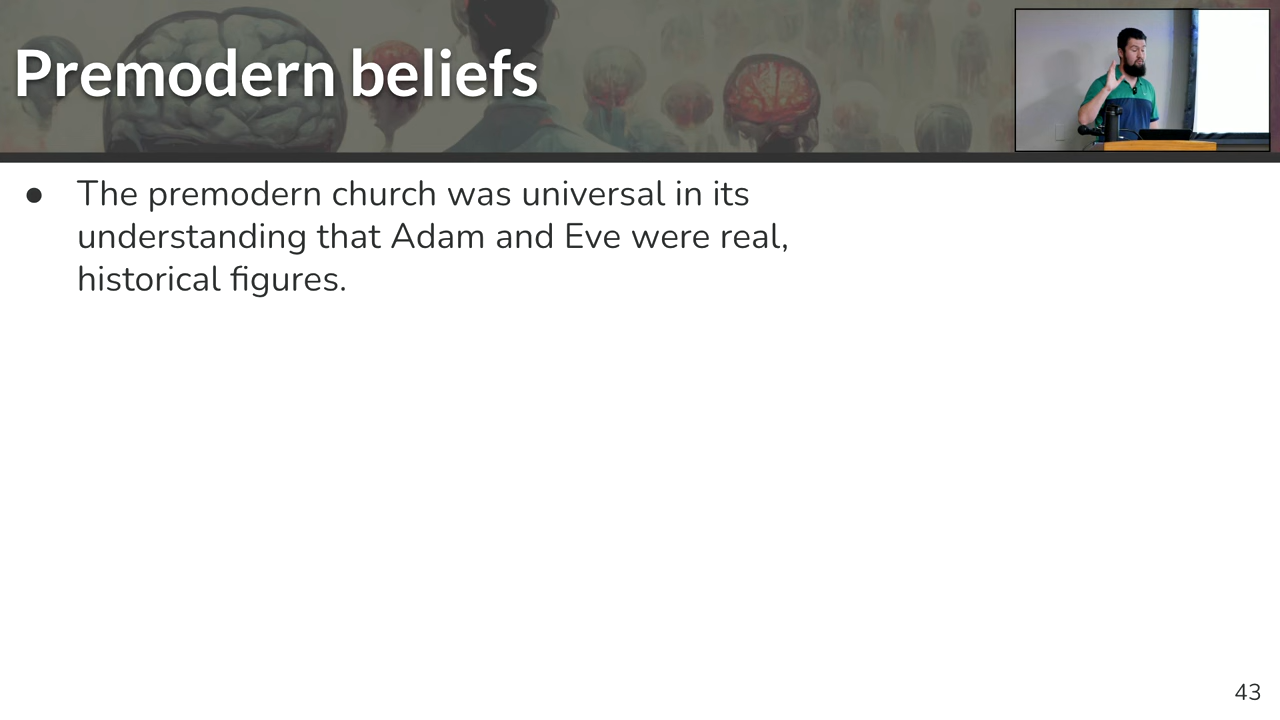 Premodern beliefs
● The premodern church was universal in its
understanding that Adam and Eve were real,
historical figures.
43